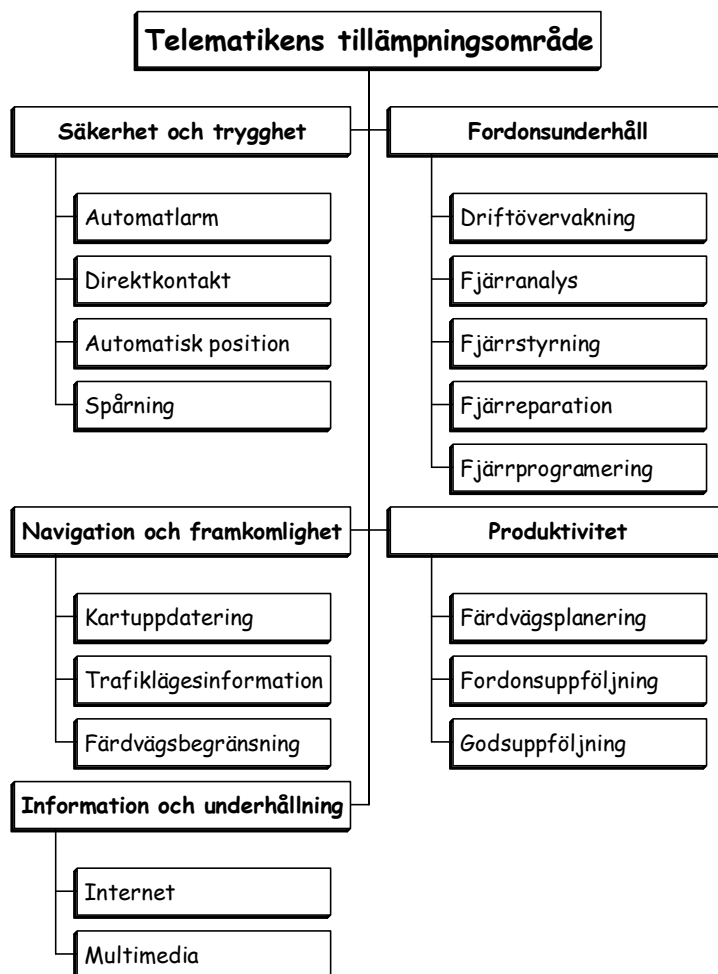 Telematikens tillämpningsområde
Säkerhet och trygghet
Automatlarm
Direktkontakt
Automatisk position
Spårning
Fordonsunderhåll
Driftövervakning
Fjärranalys
Fjärrstyrning
Fjärreparation
Fjärrprogramering
Navigation och framkomlighet
Kartuppdatering
Trafiklägesinformation
Färdvägsbegränsning
Produktivitet
Färdvägsplanering
Fordonsuppföljning
Godsuppföljning
Information och underhållning
Internet
Multimedia